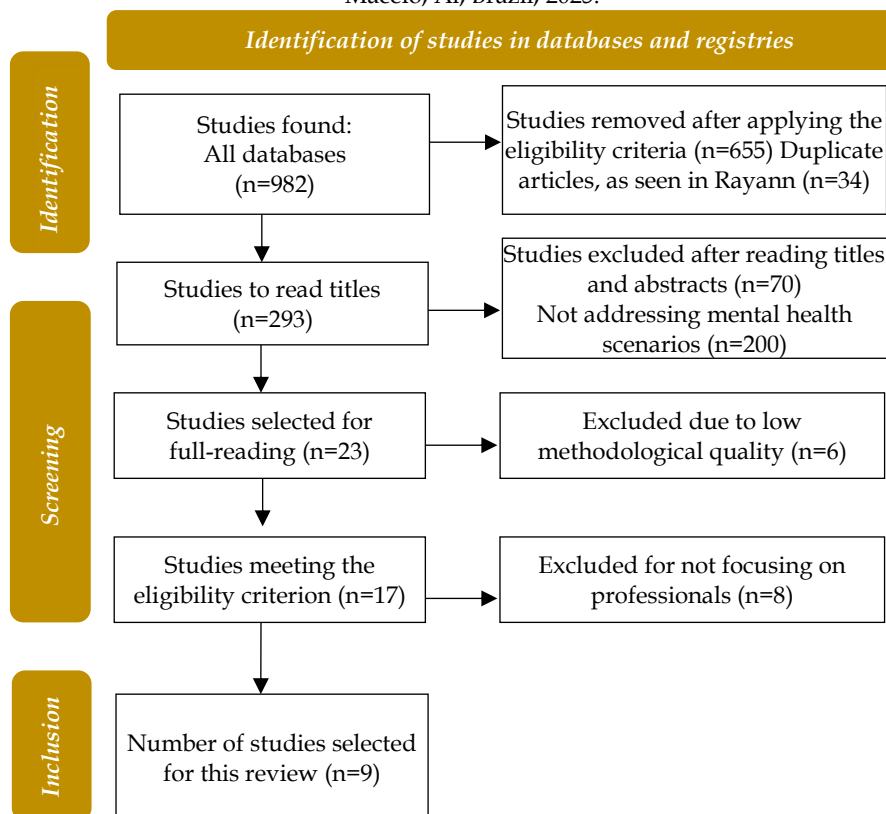 Maceió, Al, Brazil, 2023.
Identification of studies in databases and registries
Identification
Studies found:
All databases
(n=982)
Studies removed after applying the
eligibility criteria (n=655) Duplicate
articles, as seen in Rayann (n=34)
Screening
Studies to read titles
(n=293)
Studies excluded after reading titles
and abstracts (n=70)
Not addressing mental health
scenarios (n=200)
Studies selected for
full-reading (n=23)
Excluded due to low
methodological quality (n=6)
Studies meeting the
eligibility criterion (n=17)
Excluded for not focusing on
professionals (n=8)
Inclusion
Number of studies selected
for this review (n=9)